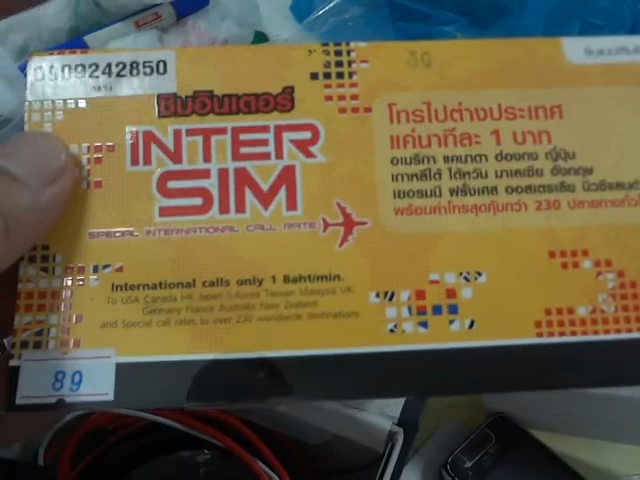 0809242850
30
ซิมอินเตอร์
INTER
SIM
SPECIAL INTERNATIONAL CALL RATE
โทรไปต่างประเทศ
แค่นาทีละ 1 บาท
อเมริกา แคนาดา ฮ่องกง ญี่ปุ่น
เกาหลีใต้ ไต้หวัน มาเลเซีย อังกฤษ
เยอรมนี ฝรั่งเศส ออสเตรเลีย นิวซีแลนด์
พร้อมค่าโทรสุดคุ้มกว่า 230 ปลายทางทั่ว
International calls only 1 Baht/min.
To USA Canada HK Japan S.Korea Taiwan Malaysia UK
Germany France Australia New Zealand
and Special call rates to over 230 worldwide destinations
89